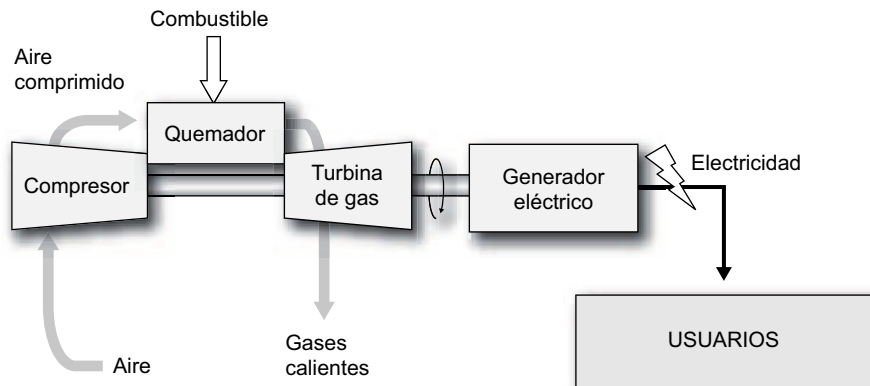 Combustible
Aire
comprimido
Quemador
Compresor
Turbina
de gas
Generador
eléctrico
Electricidad
Aire
Gases
calientes
USUARIOS